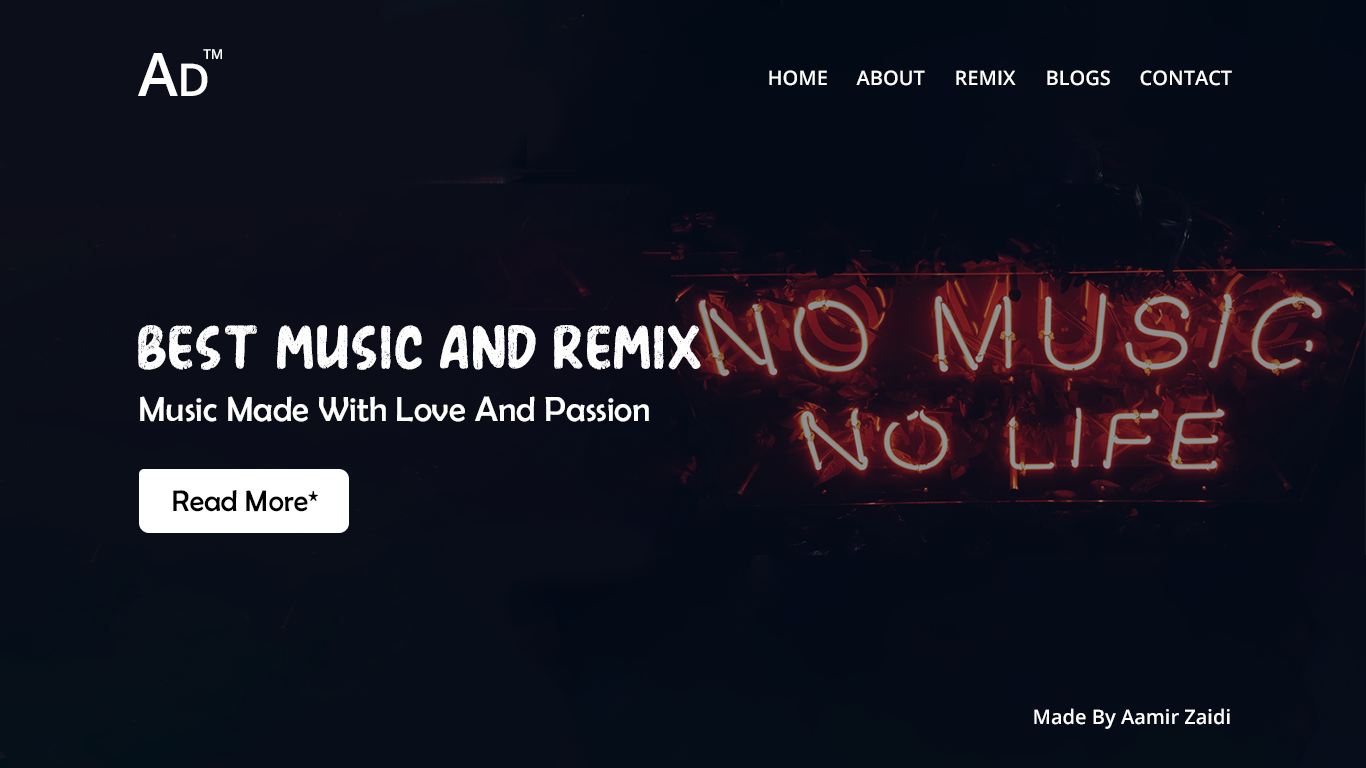 AD™
HOME ABOUT REMIX BLOGS CONTACT
BEST MUSIC AND REMIX
Music Made With Love And Passion
Read More*
NO MUSIC
NO LIFE
Made By Aamir Zaidi